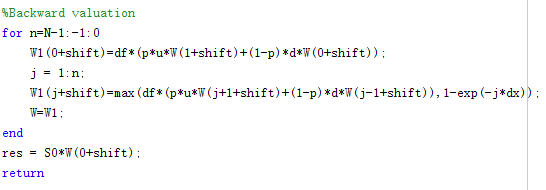 %Backward valuation
for n=N-1:-1:0
W1(0+shift)=df*(p*u*W(1+shift)+(1-p)*d*W(0+shift));
j = 1:n;
W1(j+shift)=max(df*(p*u*W(j+1+shift)+(1-p)*d*W(j-1+shift)),1-exp(-j*dx));
W=W1;
end
res = S0*W(0+shift);
return